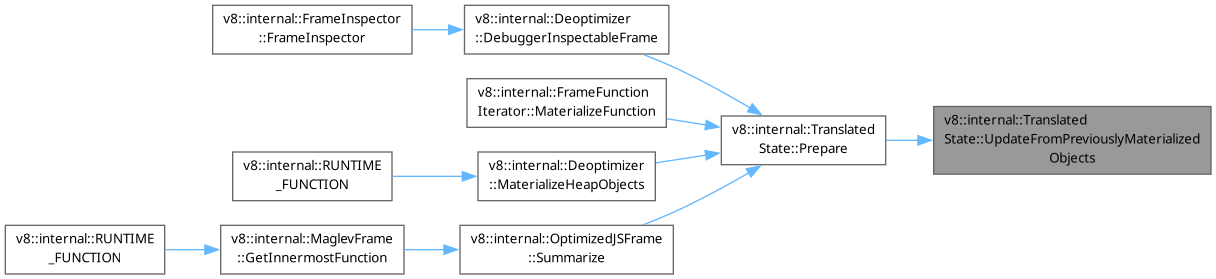 v8::internal::FrameInspector
::FrameInspector
v8::internal::Deoptimizer
::DebuggerInspectableFrame
v8::internal::FrameFunction
Iterator::MaterializeFunction
v8::internal::Translated
State::Prepare
v8::internal::Translated
State::UpdateFromPreviouslyMaterialized
Objects
v8::internal::RUNTIME
_FUNCTION
v8::internal::Deoptimizer
::MaterializeHeapObjects
v8::internal::RUNTIME
_FUNCTION
v8::internal::MaglevFrame
::GetInnermostFunction
v8::internal::OptimizedJSFrame
::Summarize